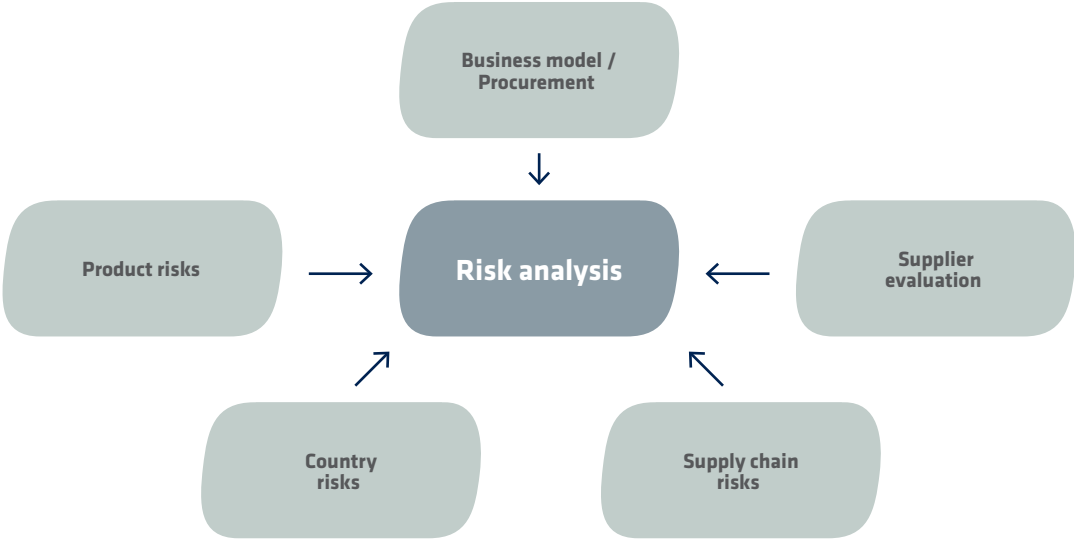 Business model /
Procurement
Product risks
Risk analysis
Supplier
evaluation
Country
risks
Supply chain
risks